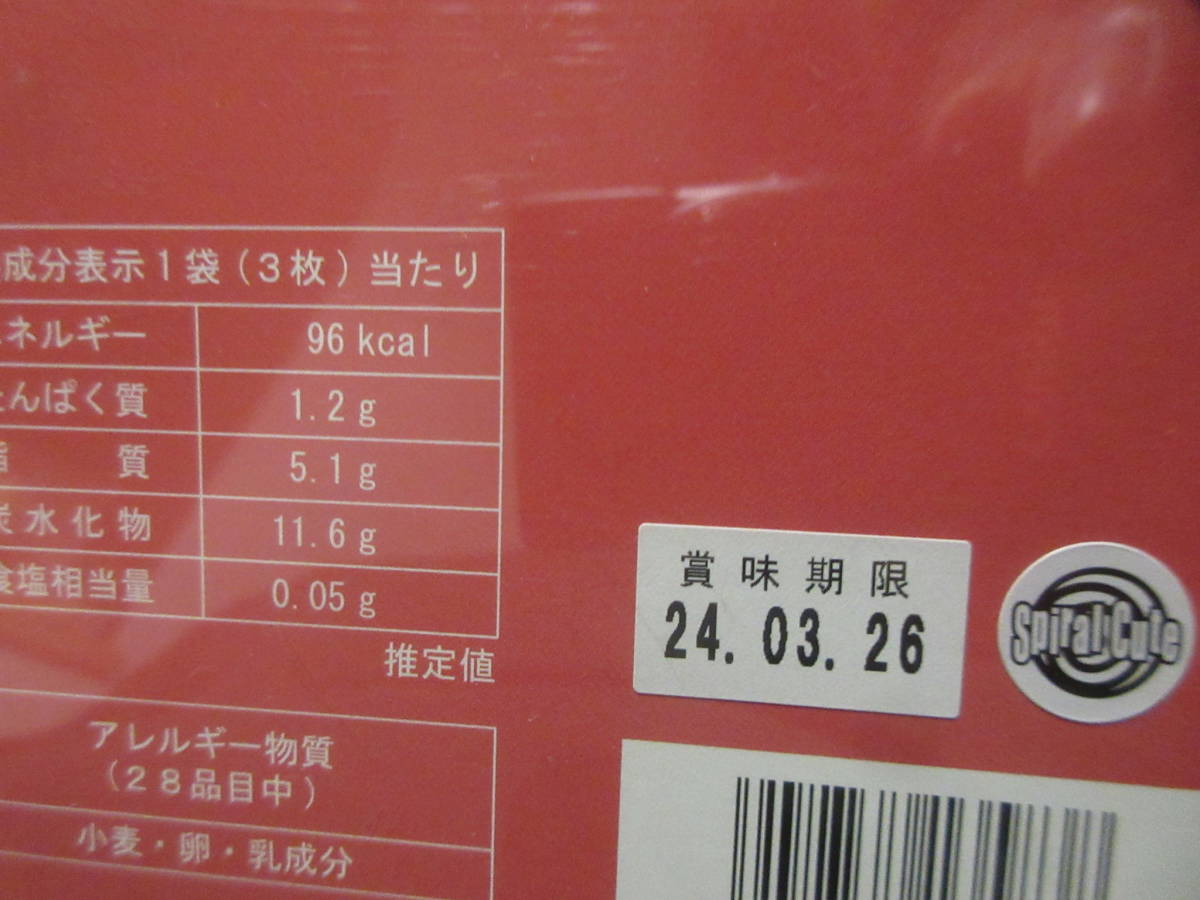 成分表示1袋(3枚)当たり
ネルギー 96 kcal
んぱく質 1.2 g
質 5.1 g
水化物 11.6 g
食塩相当量 0.05 g
推定値
アレルギー物質
(28品目中)
小麦・卵・乳成分
賞味期限
24.03.26
Spiral Cute